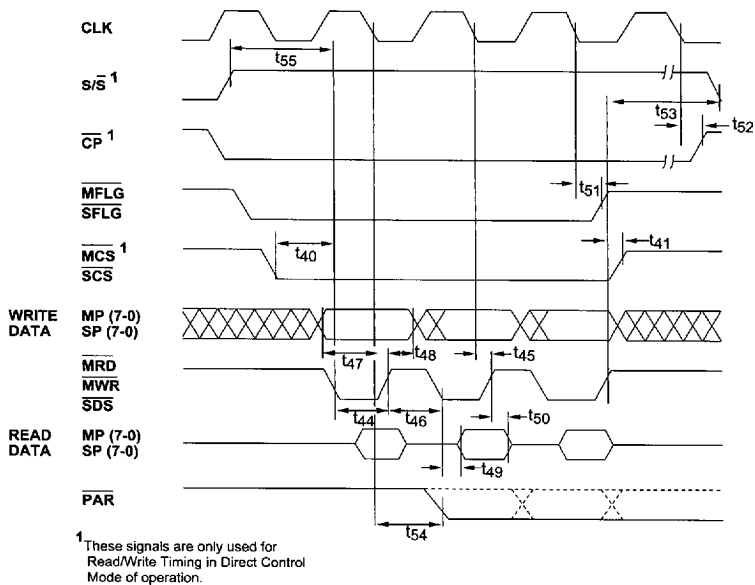 CLK
t55
S/S̅ 1
t53
t52
C̅P̅ 1
M̅F̅L̅G̅
t51
S̅F̅L̅G̅
M̅C̅S̅ 1
t40
t41
S̅C̅S̅
WRITE MP (7-0)
DATA SP (7-0)
t47
t48
t45
M̅R̅D̅
M̅W̅R̅
S̅D̅S̅
t44
t46
t50
READ MP (7-0)
DATA SP (7-0)
t49
P̅A̅R̅
t54
1 These signals are only used for
Read/Write Timing in Direct Control
Mode of operation.